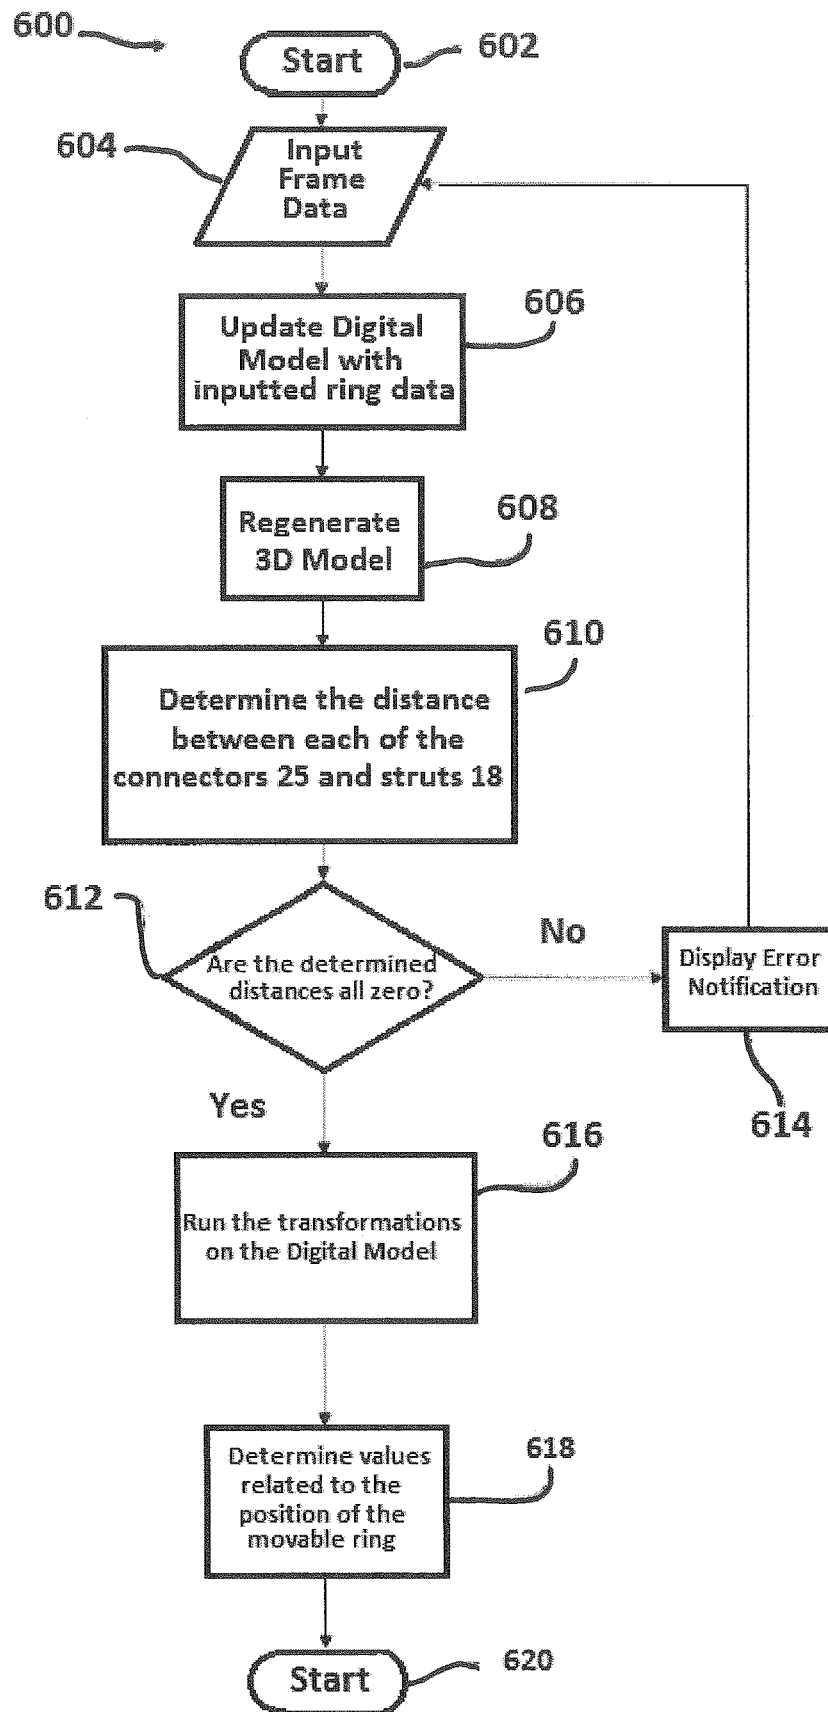 600
Start
602
604
Input
Frame
Data
606
Update Digital
Model with
inputted ring data
608
Regenerate
3D Model
610
Determine the distance
between each of the
connectors 25 and struts 18
612
Are the determined
distances all zero?
No
Display Error
Notification
614
Yes
616
Run the transformations
on the Digital Model
618
Determine values
related to the
position of the
movable ring
Start
620